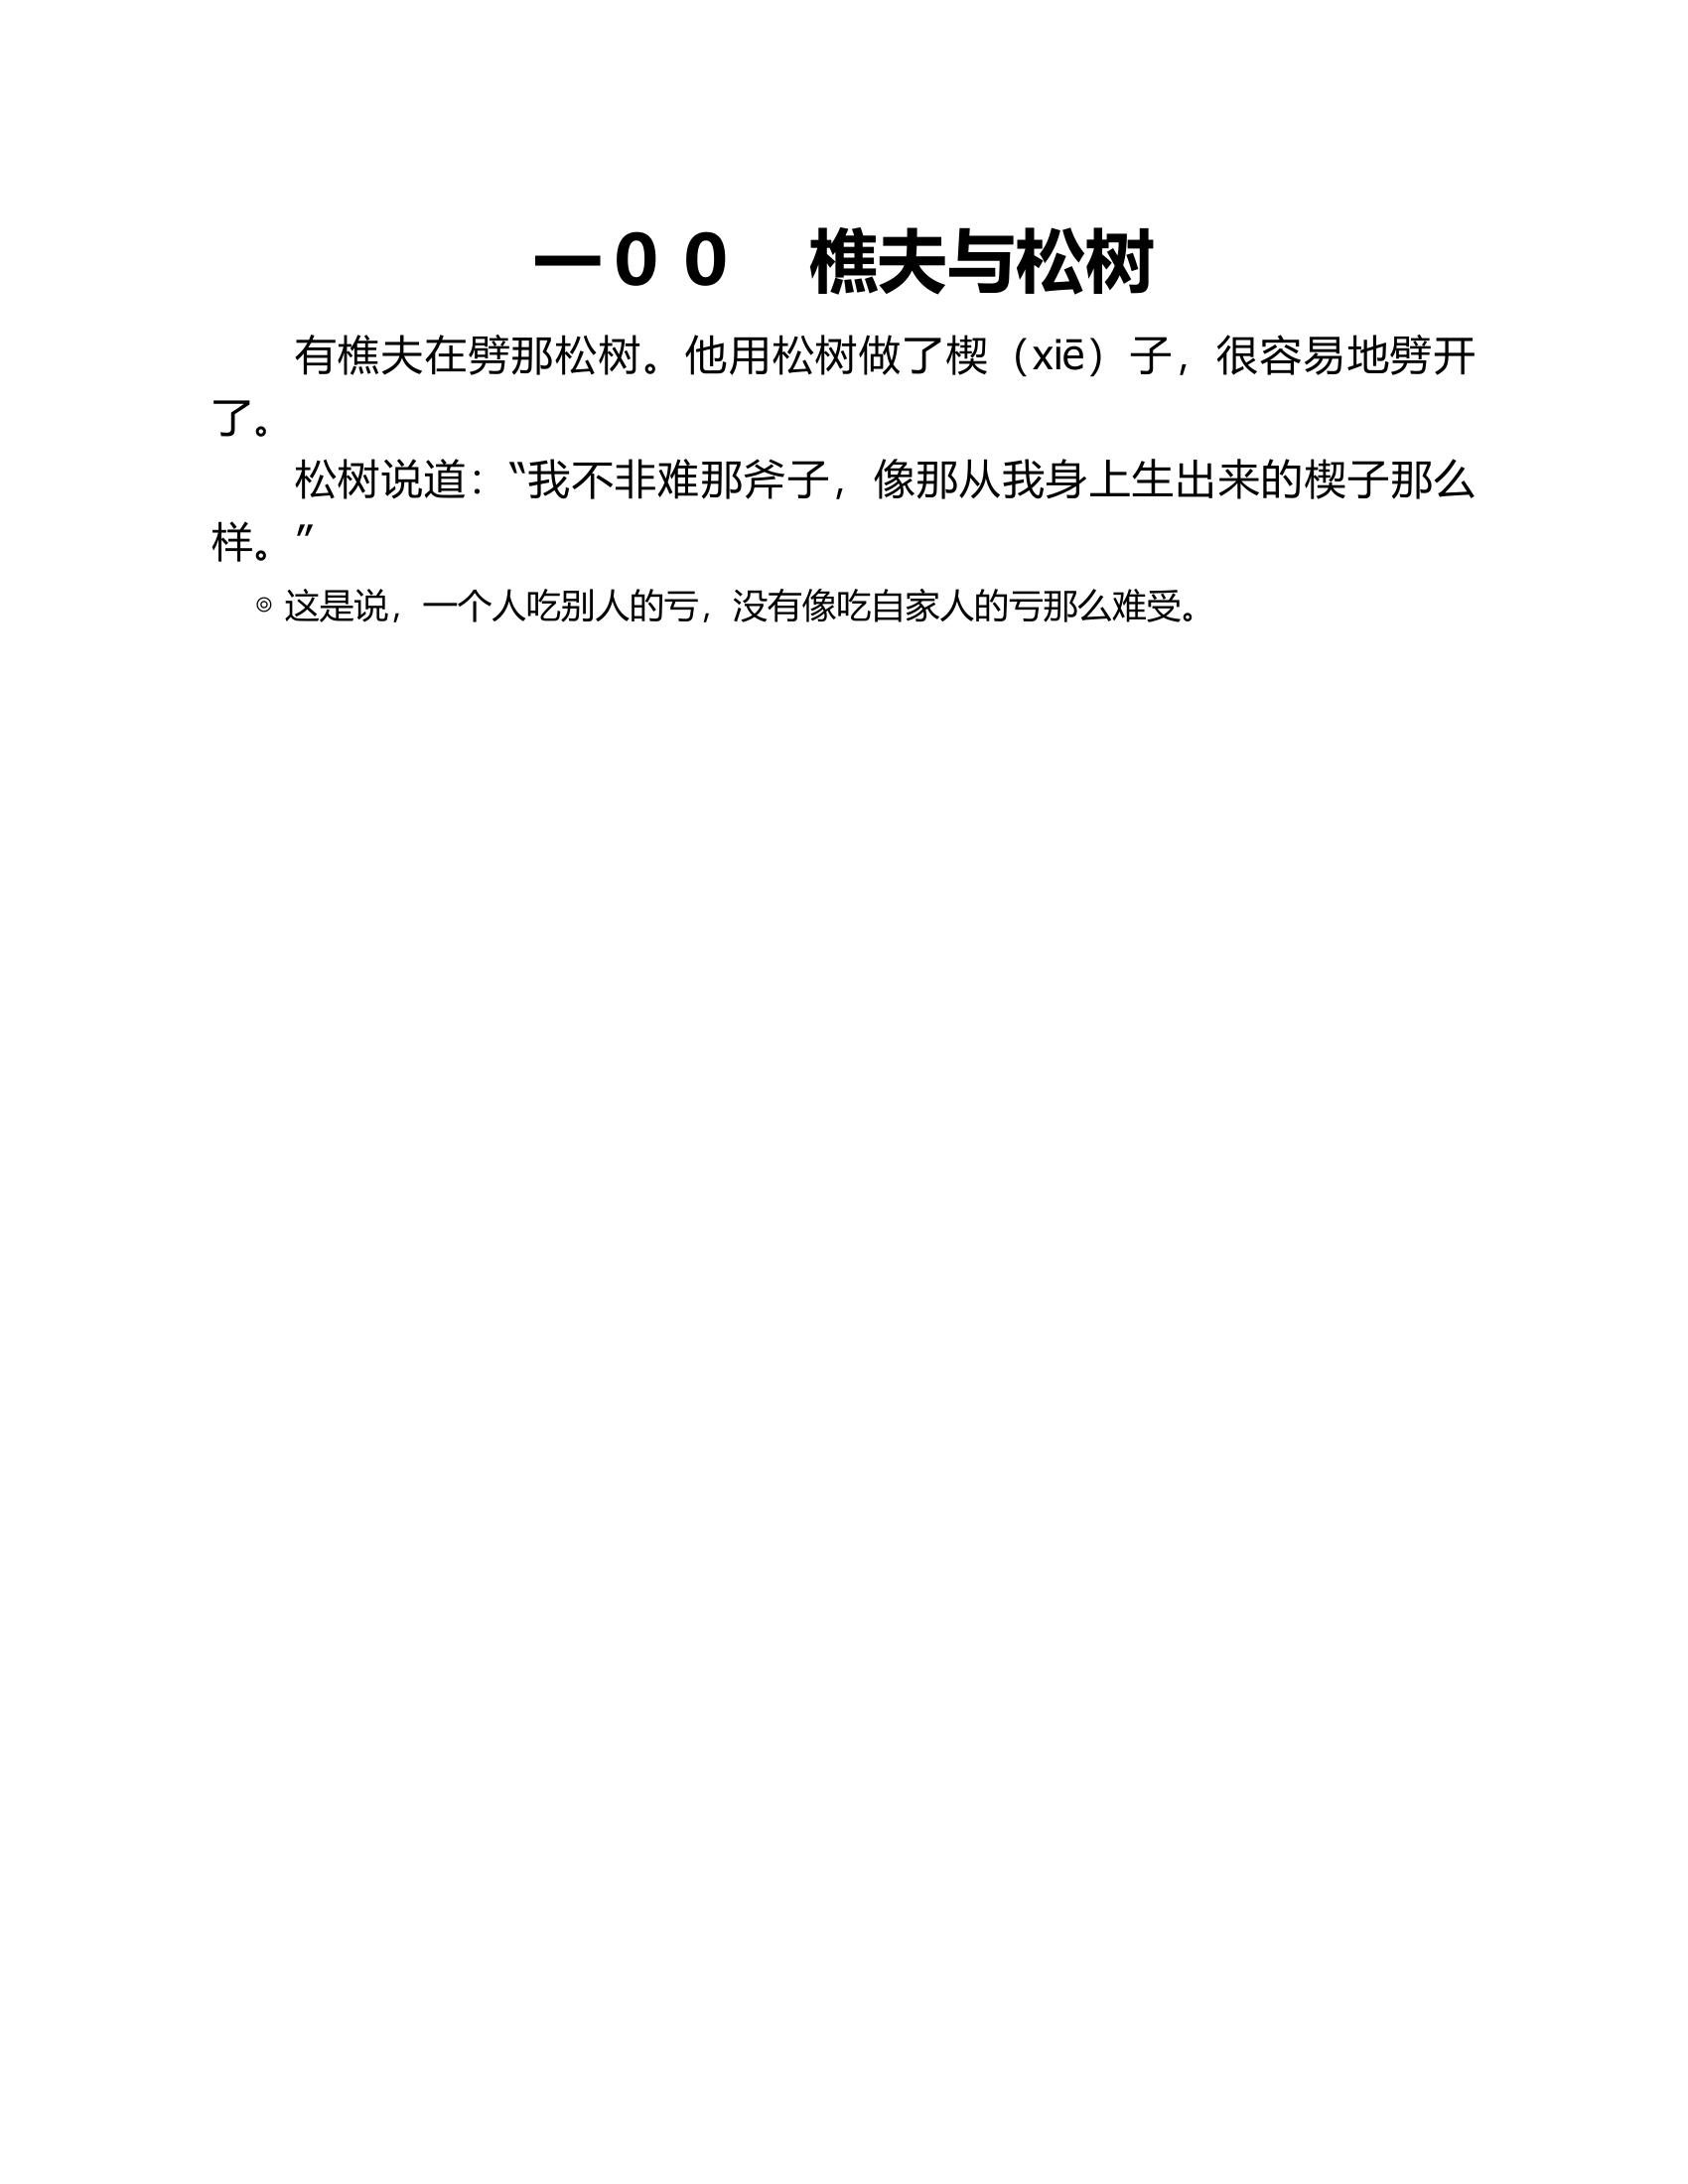 一００　樵夫与松树
有樵夫在劈那松树。他用松树做了楔（xiē）子，很容易地劈开
了。
松树说道：“我不非难那斧子，像那从我身上生出来的楔子那么
样。”
◎ 这是说，一个人吃别人的亏，没有像吃自家人的亏那么难受。